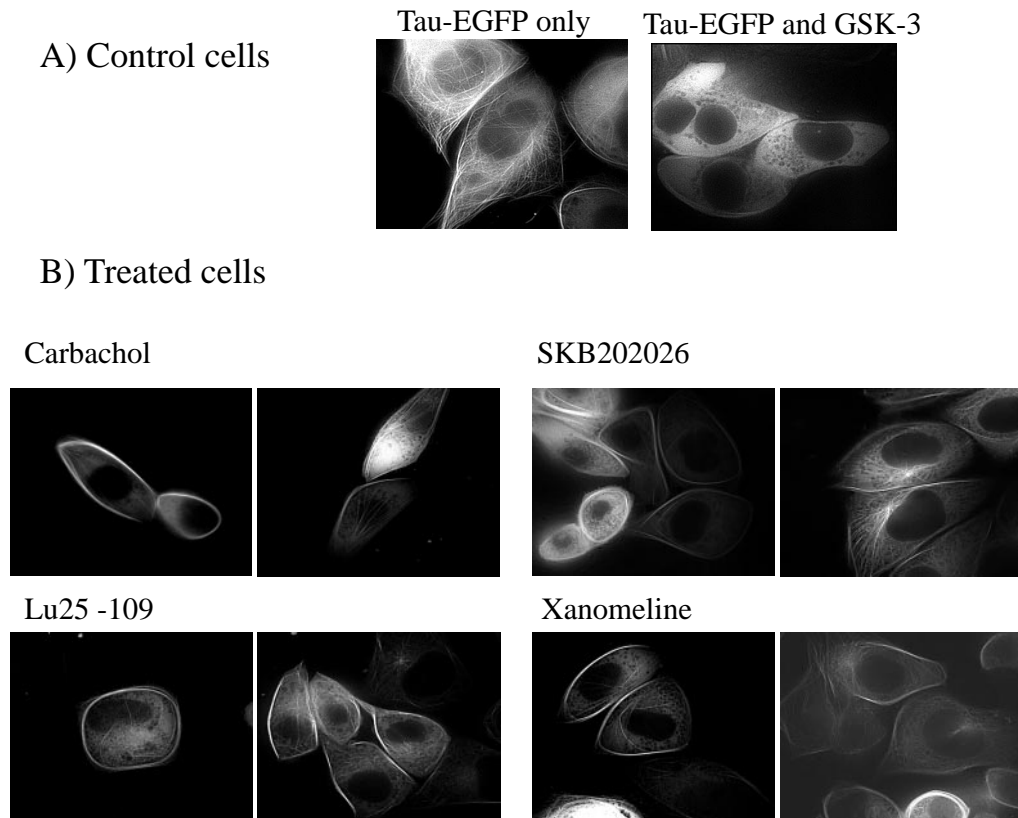 Tau-EGFP only
Tau-EGFP and GSK-3
A) Control cells
B) Treated cells
Carbachol
SKB202026
Lu25 -109
Xanomeline